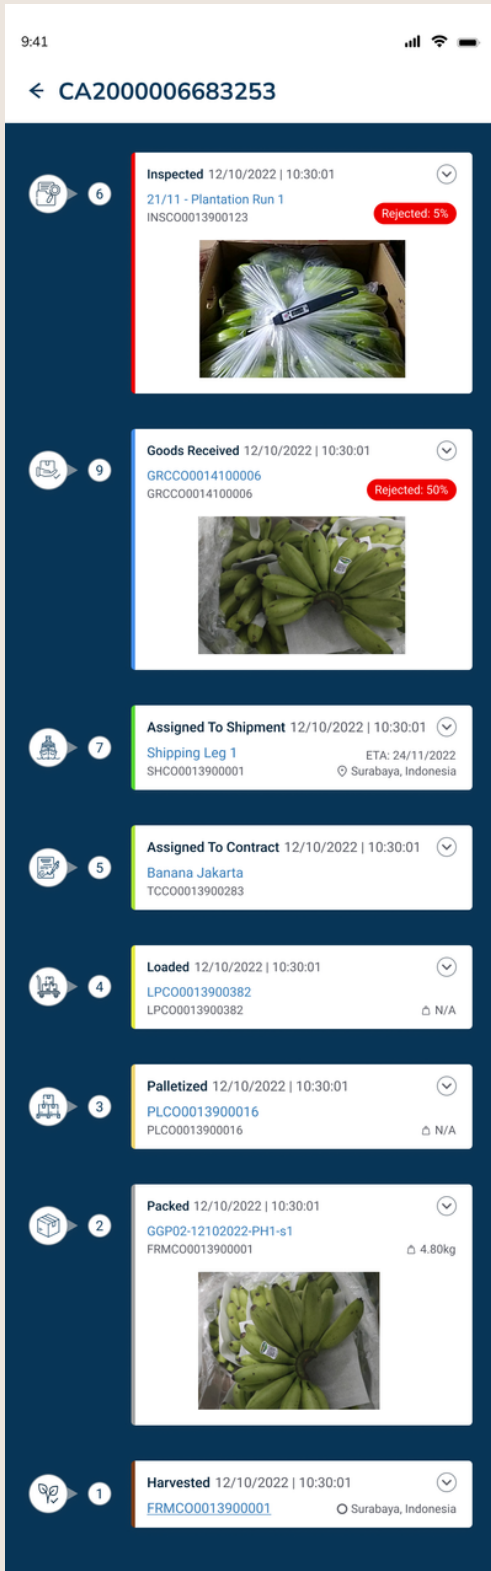 9:41
CA2000006683253
6
Inspected 12/10/2022 | 10:30:01
21/11 - Plantation Run 1
INSCO0013900123
Rejected: 5%
9
Goods Received 12/10/2022 | 10:30:01
GRCCO0014100006
GRCCO0014100006
Rejected: 50%
7
Assigned To Shipment 12/10/2022 | 10:30:01
Shipping Leg 1
ETA: 24/11/2022
SHCO0013900001
Surabaya, Indonesia
5
Assigned To Contract 12/10/2022 | 10:30:01
Banana Jakarta
TCCO0013900283
4
Loaded 12/10/2022 | 10:30:01
LPCO0013900382
LPCO0013900382
N/A
3
Palletized 12/10/2022 | 10:30:01
PLCO0013900016
PLCO0013900016
N/A
2
Packed 12/10/2022 | 10:30:01
GGP02-12102022-PH1-s1
FRMCO0013900001
4.80kg
1
Harvested 12/10/2022 | 10:30:01
FRMCO0013900001
Surabaya, Indonesia